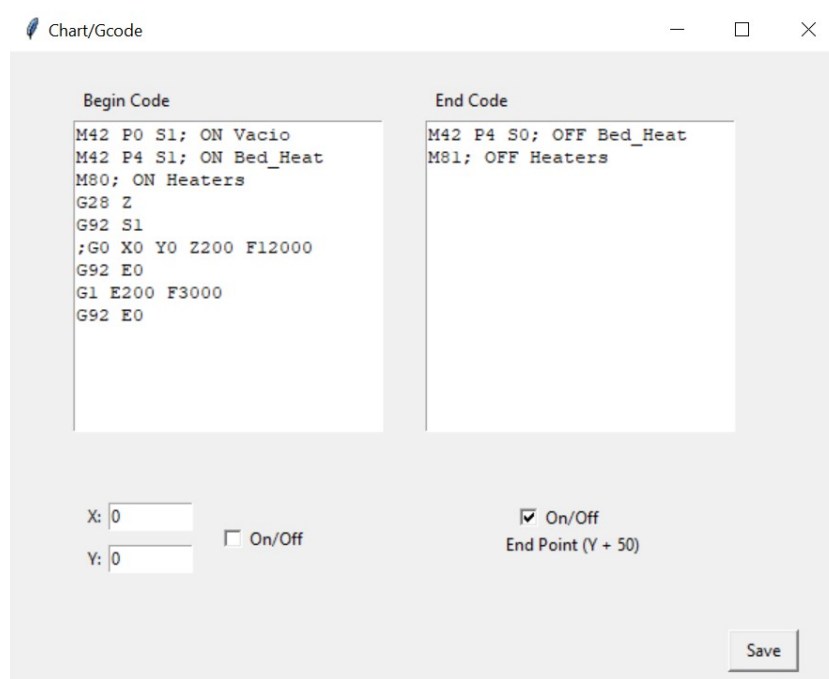 Chart/Gcode
Begin Code
M42 P0 S1; ON Vacio
M42 P4 S1; ON Bed_Heat
M80; ON Heaters
G28 Z
G92 S1
;G0 X0 Y0 Z200 F12000
G92 E0
G1 E200 F3000
G92 E0
End Code
M42 P4 S0; OFF Bed_Heat
M81; OFF Heaters
X: 0
Y: 0
On/Off
On/Off
End Point (Y + 50)
Save